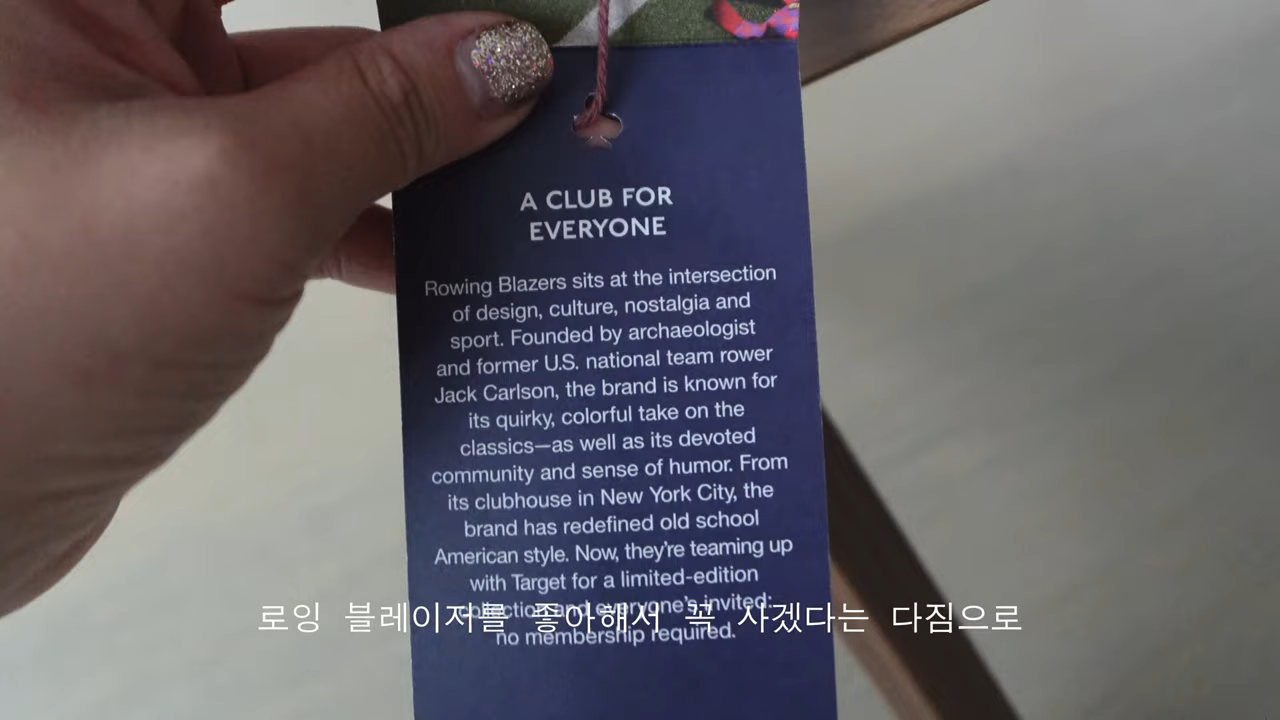 A CLUB FOR
EVERYONE
Rowing Blazers sits at the intersection
of design, culture, nostalgia and
sport. Founded by archaeologist
and former U.S. national team rower
Jack Carlson, the brand is known for
its quirky, colorful take on the
classics—as well as its devoted
community and sense of humor. From
its clubhouse in New York City, the
brand has redefined old school
American style. Now, they're teaming up
with Target for a limited-edition
collection and everyone's invited:
no membership required.
로잉 블레이저를 좋아해서 꼭 사겠다는 다짐으로